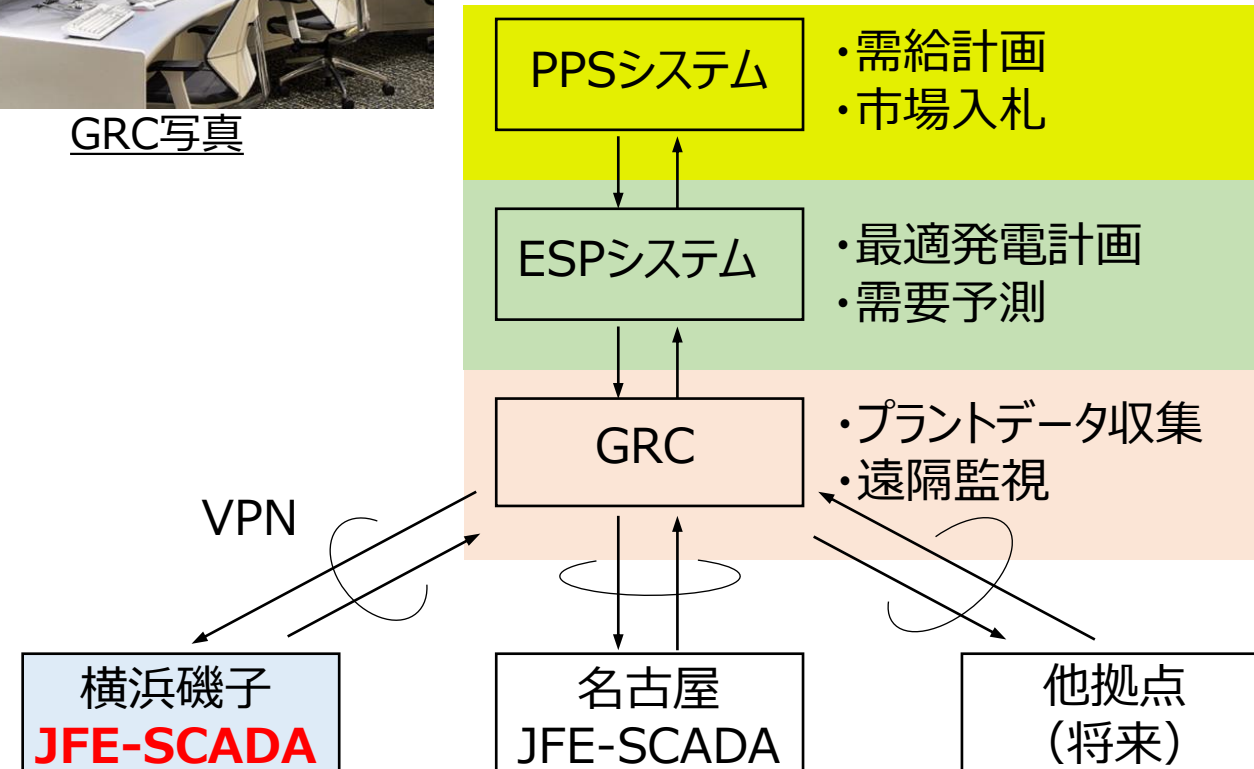 GRC写真
PPSシステム
・需給計画
・市場入札
ESPシステム
・最適発電計画
・需要予測
GRC
・プラントデータ収集
・遠隔監視
VPN
横浜磯子
JFE-SCADA
名古屋
JFE-SCADA
他拠点
（将来）